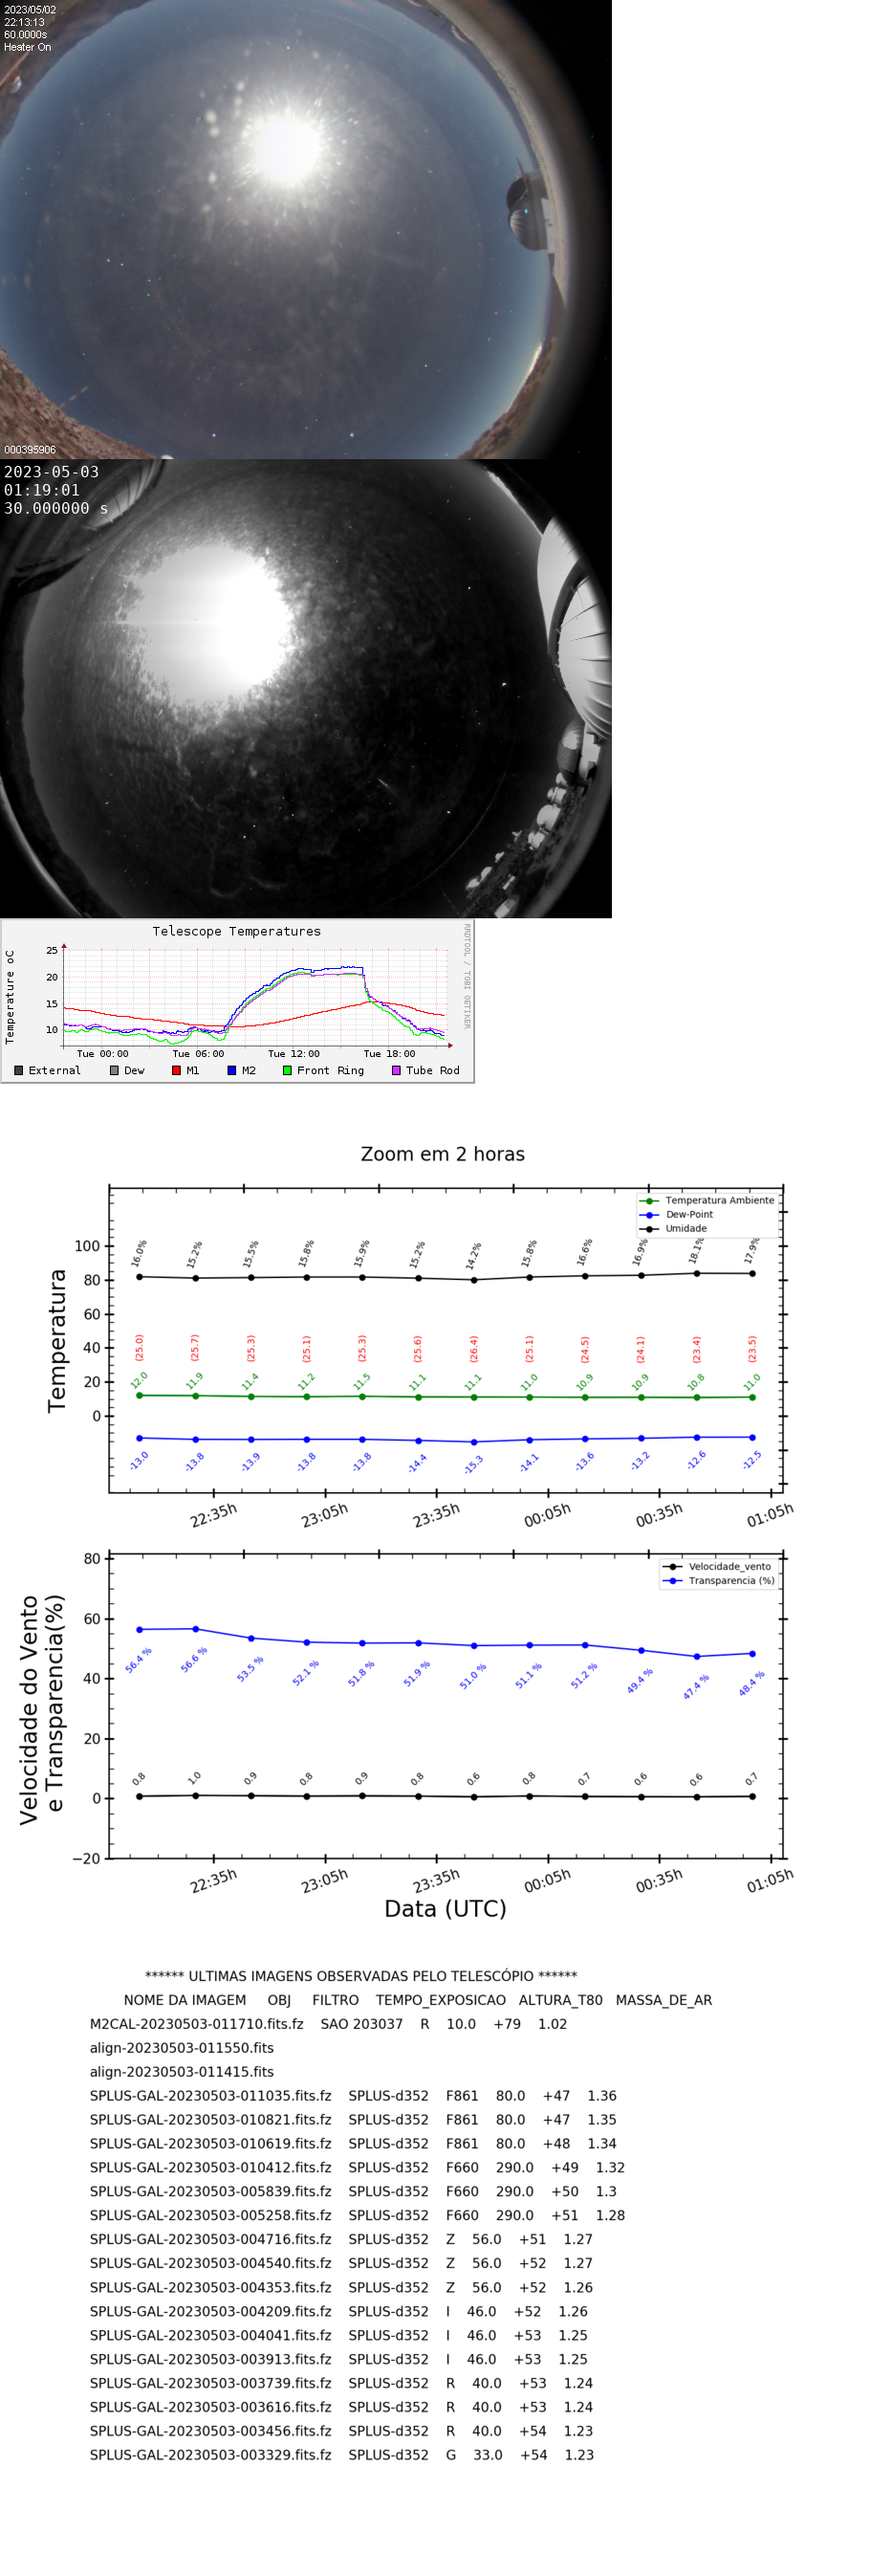 2023/05/02
22:13:13
60.0000s
Heater On
000395906
2023-05-03
01:19:01
30.000000 s
Telescope Temperatures
Temperature oC
RRDTOOL / TOBI OETIKER
25
20
15
10
Tue 00:00 Tue 06:00 Tue 12:00 Tue 18:00
External Dew M1 M2 Front Ring Tube Rod
Zoom em 2 horas
Temperatura Ambiente
Dew-Point
Umidade
Temperatura
100
80
60
40
20
0
16.0% 15.2% 15.5% 15.8% 15.9% 15.2% 14.2% 15.8% 16.6% 16.9% 18.1% 17.9%
(25.0) (25.7) (25.3) (25.1) (25.3) (25.6) (26.4) (25.1) (24.5) (24.1) (23.4) (23.5)
12.0 11.9 11.4 11.2 11.5 11.1 11.1 11.0 10.9 10.9 10.8 11.0
-13.0 -13.8 -13.9 -13.8 -13.8 -14.4 -15.3 -14.1 -13.6 -13.2 -12.6 -12.5
22:35h 23:05h 23:35h 00:05h 00:35h 01:05h
Velocidade_vento
Transparencia (%)
Velocidade do Vento
e Transparencia(%)
80
60
40
20
0
−20
56.4 % 56.6 % 53.5 % 52.1 % 51.8 % 51.9 % 51.0 % 51.1 % 51.2 % 49.4 % 47.4 % 48.4 %
0.8 1.0 0.9 0.8 0.9 0.8 0.6 0.8 0.7 0.6 0.6 0.7
22:35h 23:05h 23:35h 00:05h 00:35h 01:05h
Data (UTC)
****** ULTIMAS IMAGENS OBSERVADAS PELO TELESCÓPIO ******
NOME DA IMAGEM OBJ FILTRO TEMPO_EXPOSICAO ALTURA_T80 MASSA_DE_AR
M2CAL-20230503-011710.fits.fz SAO 203037 R 10.0 +79 1.02
align-20230503-011550.fits
align-20230503-011415.fits
SPLUS-GAL-20230503-011035.fits.fz SPLUS-d352 F861 80.0 +47 1.36
SPLUS-GAL-20230503-010821.fits.fz SPLUS-d352 F861 80.0 +47 1.35
SPLUS-GAL-20230503-010619.fits.fz SPLUS-d352 F861 80.0 +48 1.34
SPLUS-GAL-20230503-010412.fits.fz SPLUS-d352 F660 290.0 +49 1.32
SPLUS-GAL-20230503-005839.fits.fz SPLUS-d352 F660 290.0 +50 1.3
SPLUS-GAL-20230503-005258.fits.fz SPLUS-d352 F660 290.0 +51 1.28
SPLUS-GAL-20230503-004716.fits.fz SPLUS-d352 Z 56.0 +51 1.27
SPLUS-GAL-20230503-004540.fits.fz SPLUS-d352 Z 56.0 +52 1.27
SPLUS-GAL-20230503-004353.fits.fz SPLUS-d352 Z 56.0 +52 1.26
SPLUS-GAL-20230503-004209.fits.fz SPLUS-d352 I 46.0 +52 1.26
SPLUS-GAL-20230503-004041.fits.fz SPLUS-d352 I 46.0 +53 1.25
SPLUS-GAL-20230503-003913.fits.fz SPLUS-d352 I 46.0 +53 1.25
SPLUS-GAL-20230503-003739.fits.fz SPLUS-d352 R 40.0 +53 1.24
SPLUS-GAL-20230503-003616.fits.fz SPLUS-d352 R 40.0 +53 1.24
SPLUS-GAL-20230503-003456.fits.fz SPLUS-d352 R 40.0 +54 1.23
SPLUS-GAL-20230503-003329.fits.fz SPLUS-d352 G 33.0 +54 1.23